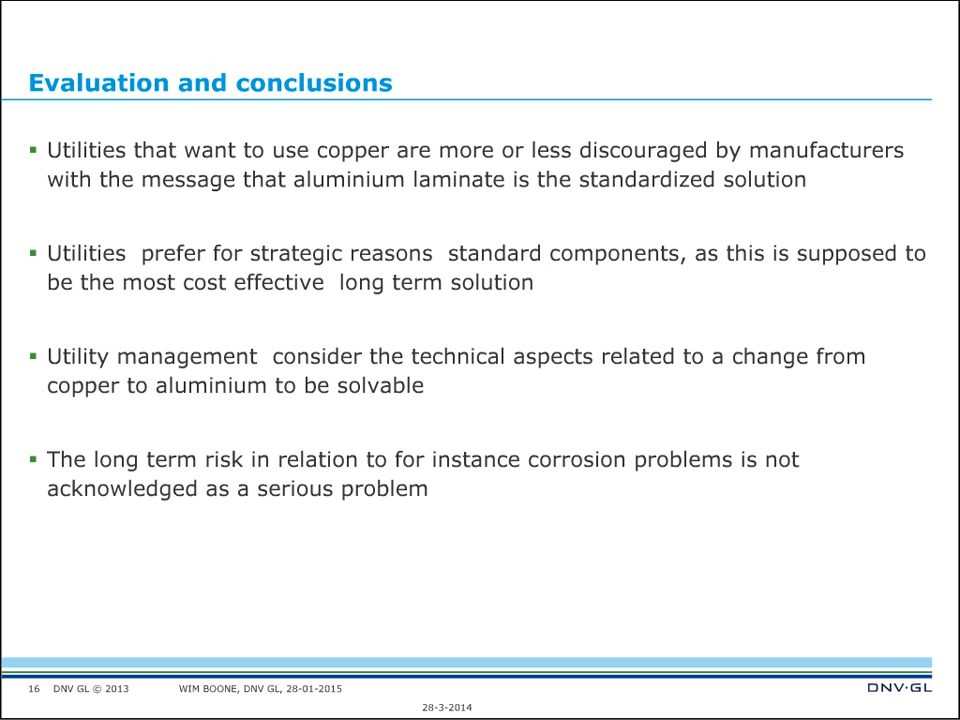 Evaluation and conclusions
▪ Utilities that want to use copper are more or less discouraged by manufacturers
with the message that aluminium laminate is the standardized solution
▪ Utilities  prefer for strategic reasons  standard components, as this is supposed to
be the most cost effective  long term solution
▪ Utility management  consider the technical aspects related to a change from
copper to aluminium to be solvable
▪ The long term risk in relation to for instance corrosion problems is not
acknowledged as a serious problem
16 DNV GL © 2013 WIM BOONE, DNV GL, 28-01-2015 DNV·GL
28-3-2014